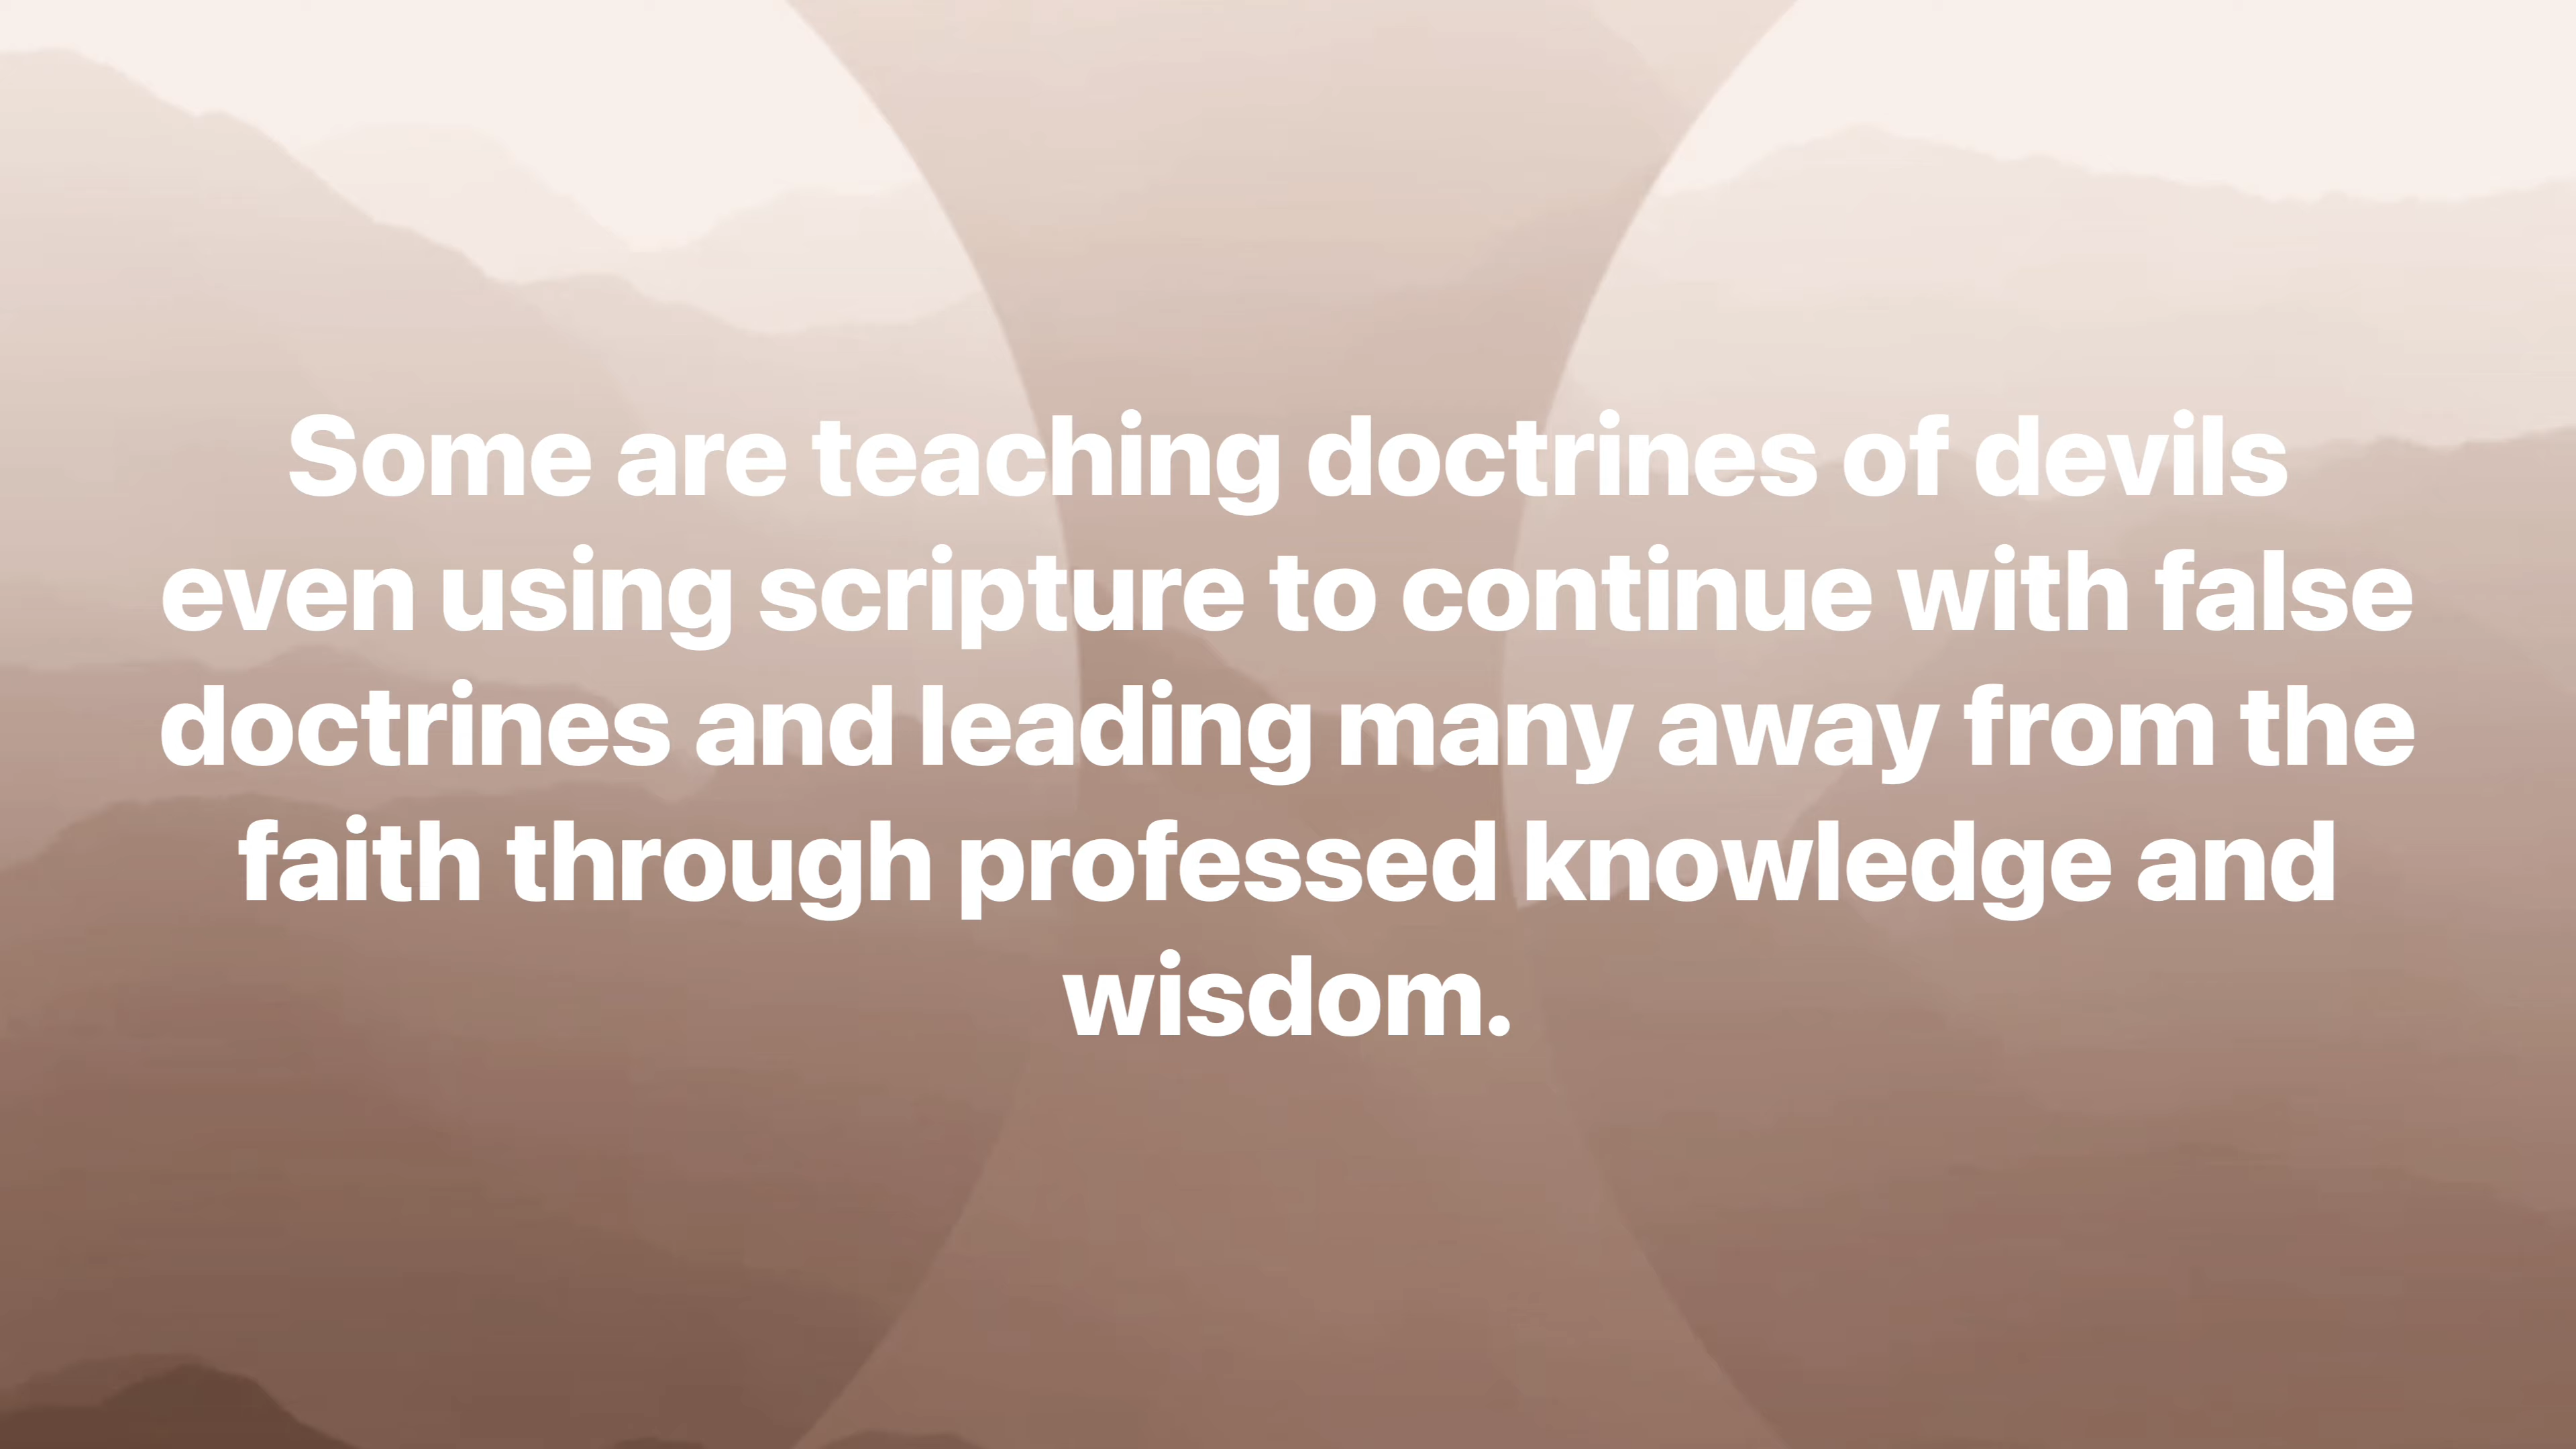 Some are teaching doctrines of devils
even using scripture to continue with false
doctrines and leading many away from the
faith through professed knowledge and
wisdom.